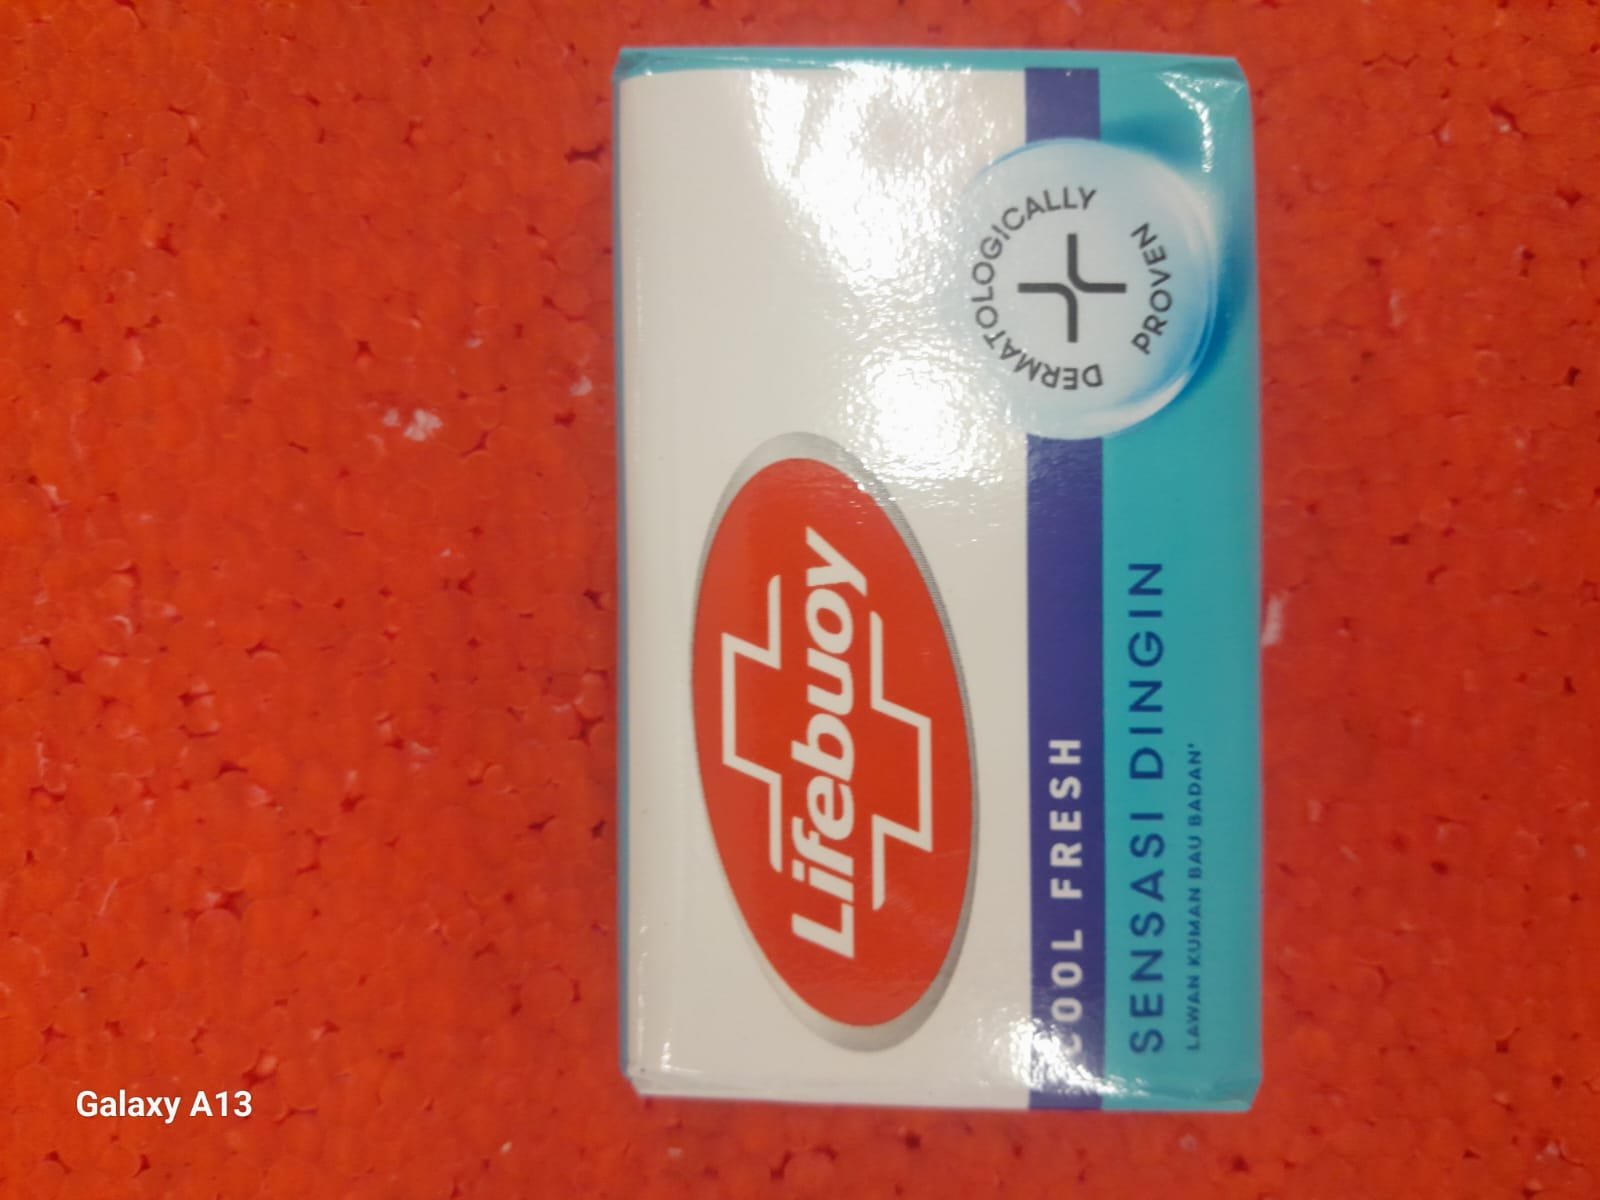 Lifebuoy
DERMATOLOGICALLY
PROVEN
COOL FRESH
SENSASI DINGIN
LAWAN KUMAN BAU BADAN*
Galaxy A13